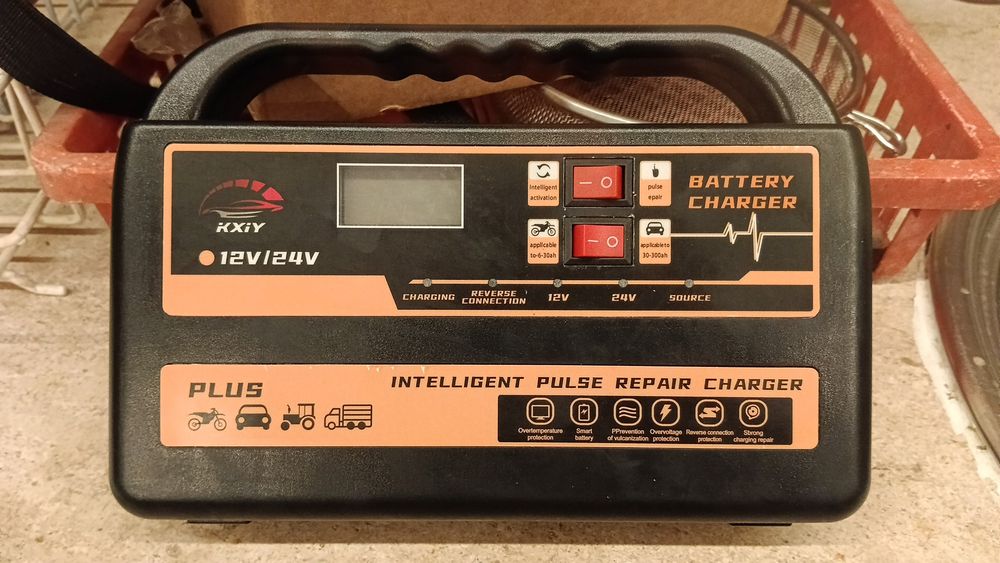 KXiY
12V/24V
Intelligent
activation
pulse
epair
applicable
to-6-30ah
applicable to
30-300ah
BATTERY
CHARGER
CHARGING
REVERSE
CONNECTION
12V
24V
SOURCE
PLUS
INTELLIGENT PULSE REPAIR CHARGER
Overtemperature
protection
Smart
battery
PPrevention
of vulcanization
Overvoltage
protection
Reverse connection
protection
Sbrong
charging repair